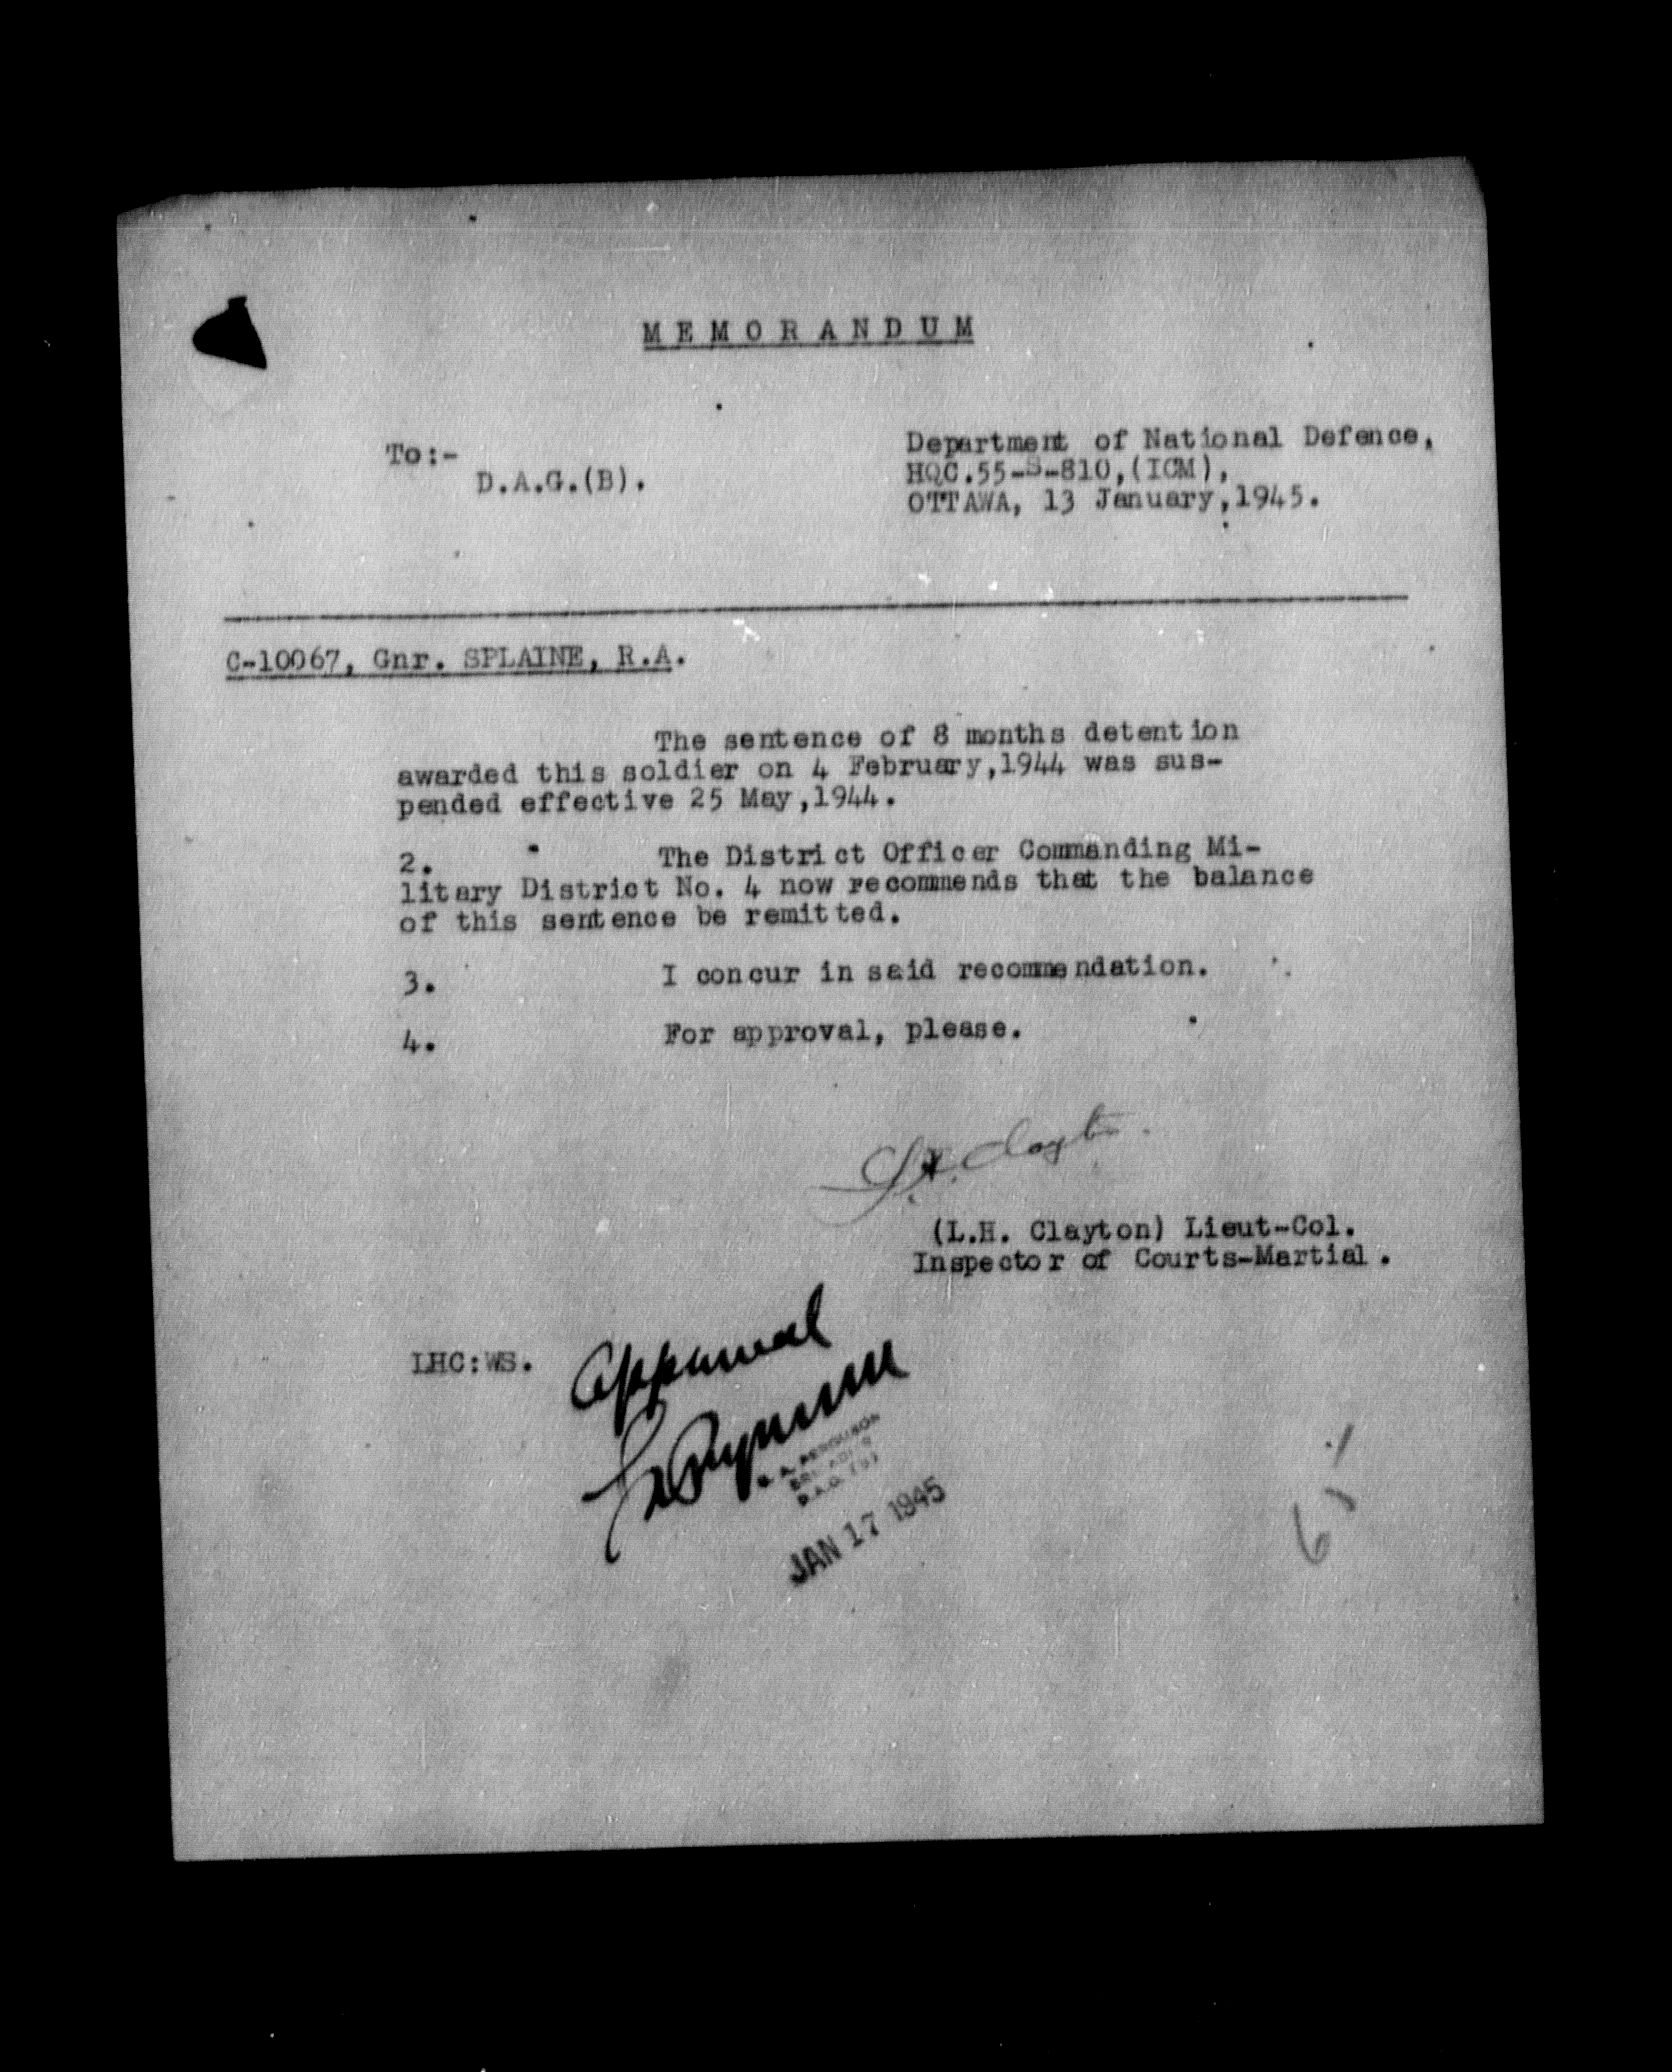 MEMORANDUM
To:-
D.A.G.(B).
Department of National Defence,
HQC.55-S-810,(ICM),
OTTAWA, 13 January,1945.
C-10067, Gnr. SPLAINE, R.A.
The sentence of 8 months detention
awarded this soldier on 4 February,1944 was sus-
pended effective 25 May,1944.
2. The District Officer Commanding Mi-
litary District No. 4 now recommends that the balance
of this sentence be remitted.
3. I concur in said recommendation.
4. For approval, please.
L.H. Clayton.
(L.H. Clayton) Lieut-Col.
Inspector of Courts-Martial.
LHC:WS.
Approved
A. FERGUSON
D.A.G. (B)
JAN 17 1945